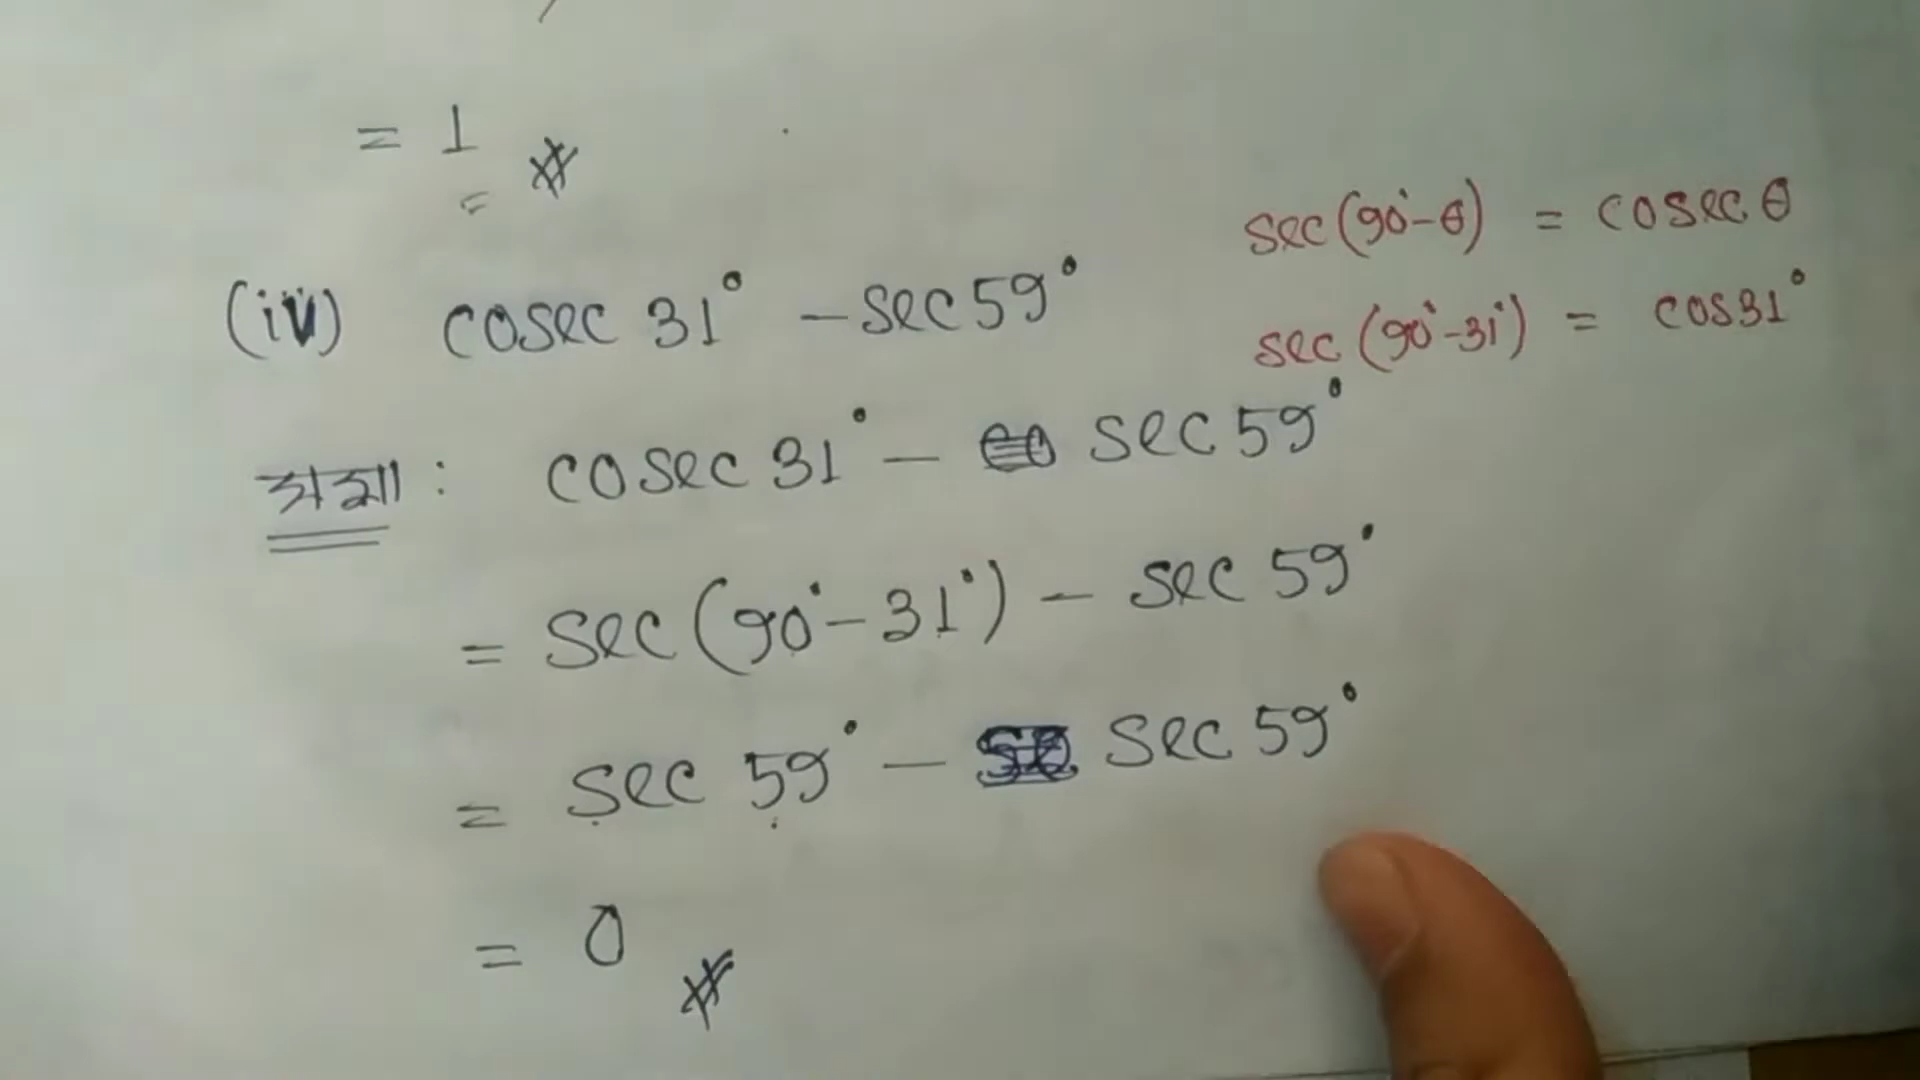 = 1
(iv) cosec 31° - sec 59°
sec(90°-θ) = cosec θ
sec(90°-31°) = cos31°
: cosec 31° - sec 59°
= sec(90°-31°) - sec 59°
= sec 59° - sec 59°
= 0